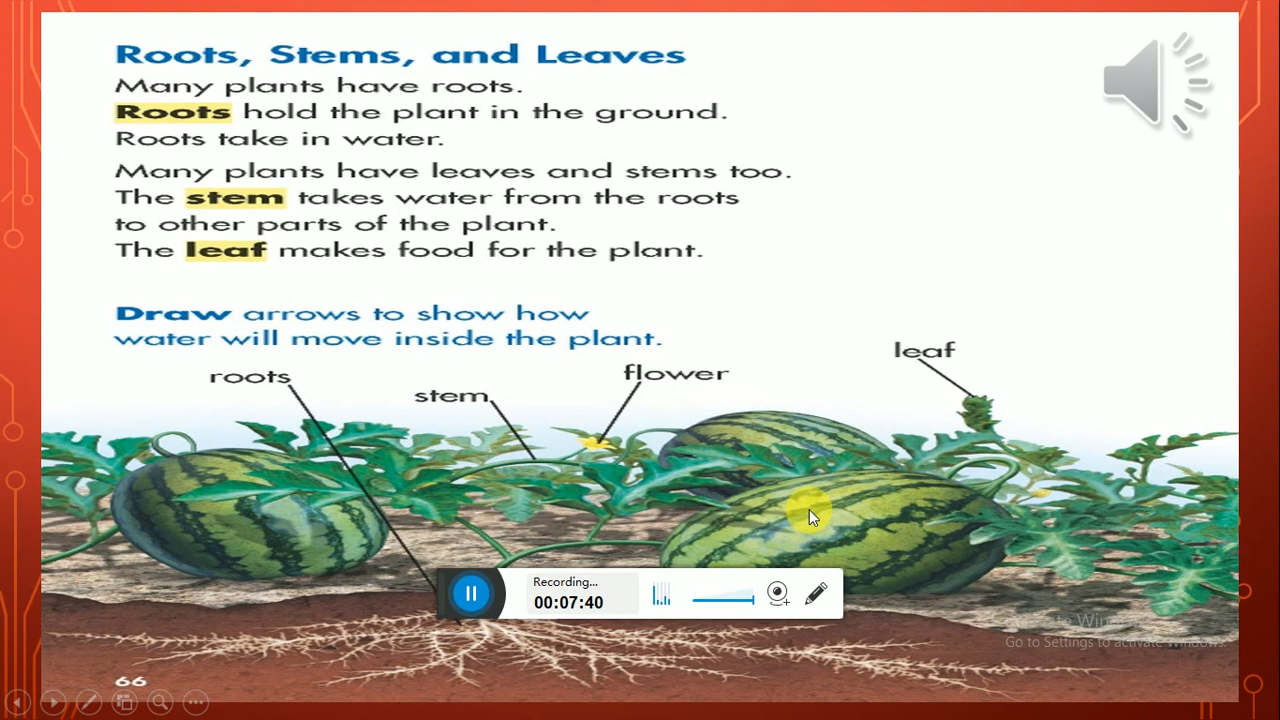 Roots, Stems, and Leaves
Many plants have roots.
Roots hold the plant in the ground.
Roots take in water.
Many plants have leaves and stems too.
The stem takes water from the roots
to other parts of the plant.
The leaf makes food for the plant.
Draw arrows to show how
water will move inside the plant.
leaf
roots
flower
stem
Recording...
00:07:40
Go to Settings to activate Windows.
66